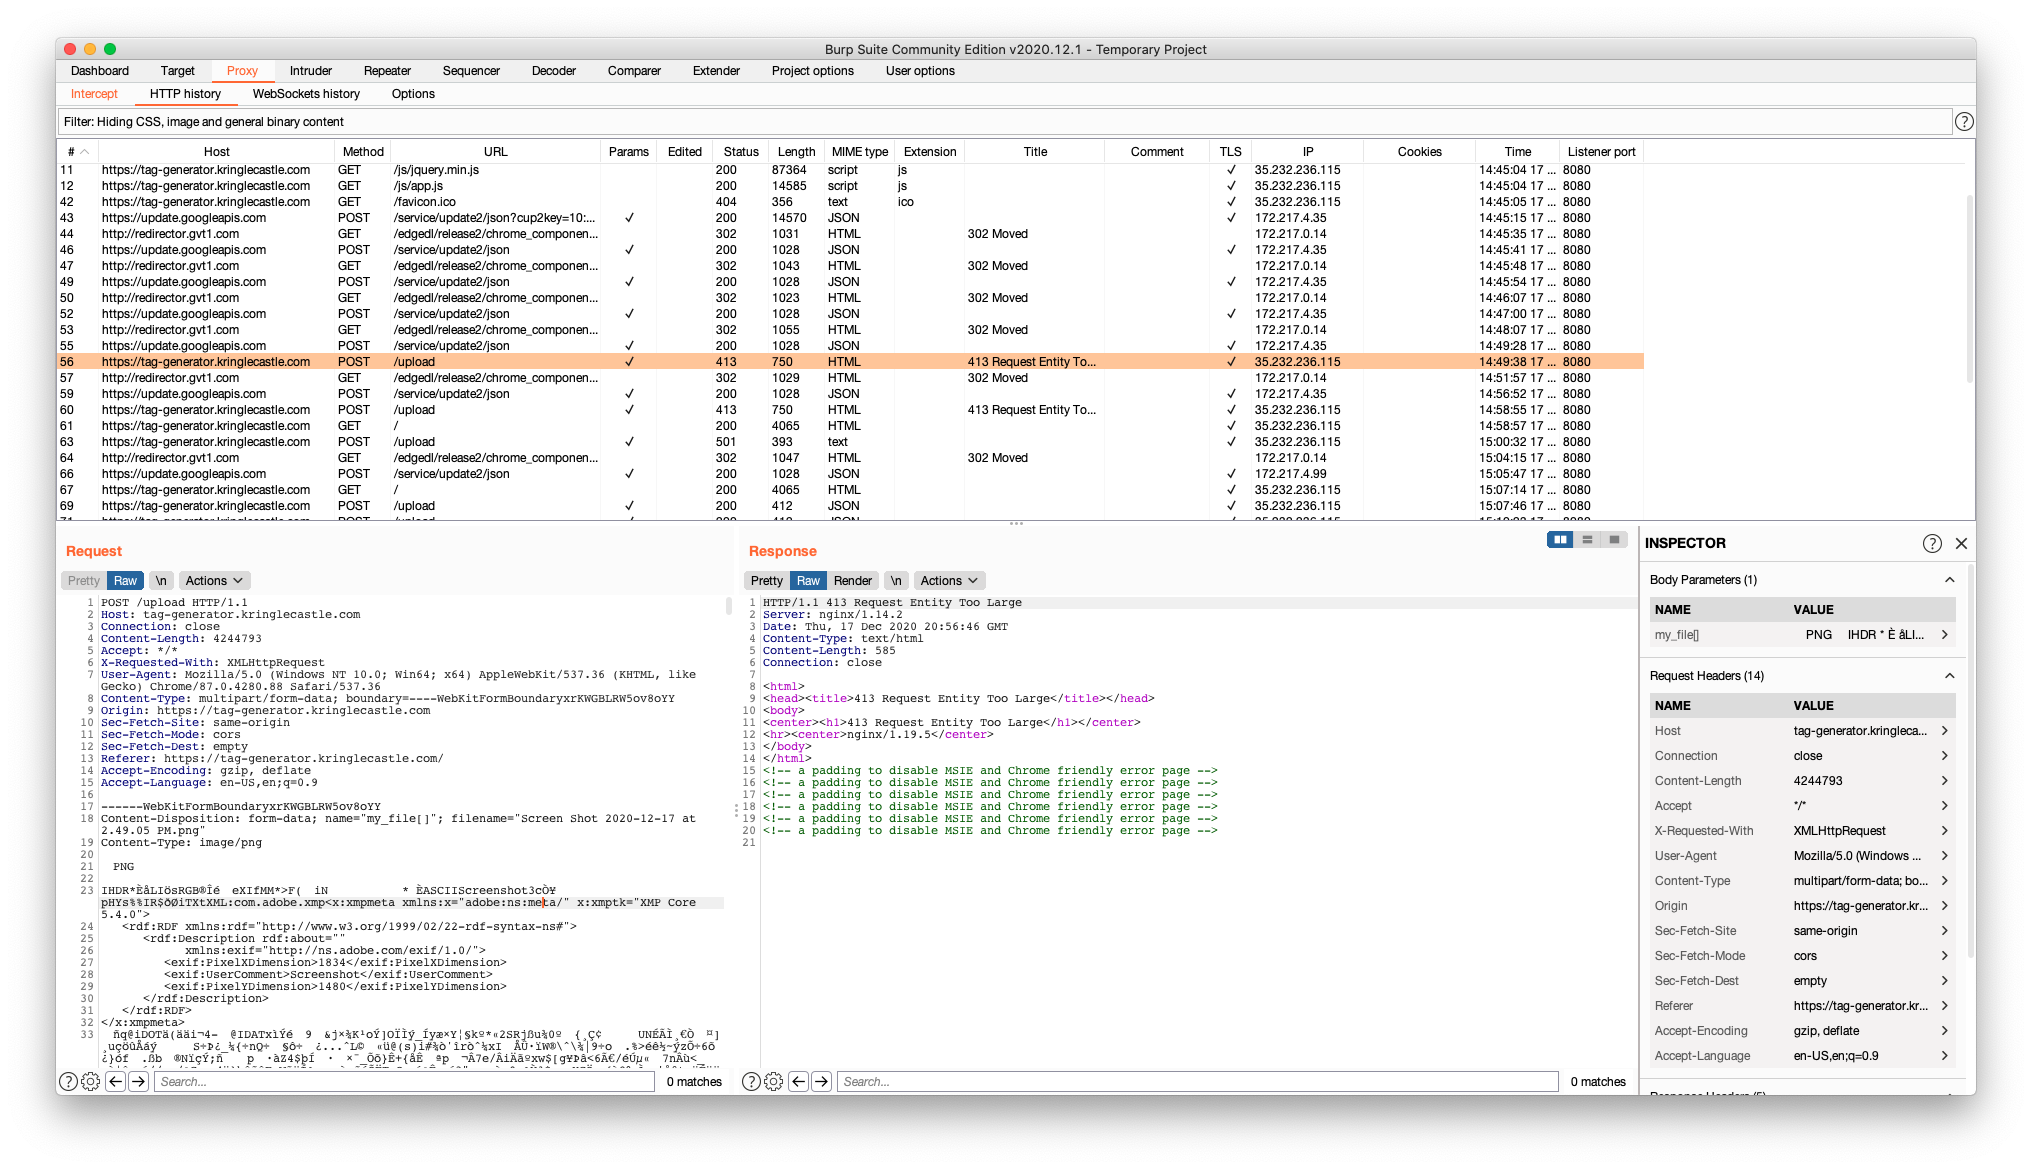 Burp Suite Community Edition v2020.12.1 - Temporary Project
Dashboard Target Proxy Intruder Repeater Sequencer Decoder Comparer Extender Project options User options
Intercept HTTP history WebSockets history Options
Filter: Hiding CSS, image and general binary content
# Host Method URL Params Edited Status Length MIME type Extension Title Comment TLS IP Cookies Time Listener port
11 https://tag-generator.kringlecastle.com GET /js/jquery.min.js 200 87364 script js ✓ 35.232.236.115 14:45:04 17 ... 8080
12 https://tag-generator.kringlecastle.com GET /js/app.js 200 14585 script js ✓ 35.232.236.115 14:45:04 17 ... 8080
42 https://tag-generator.kringlecastle.com GET /favicon.ico 404 356 text ico ✓ 35.232.236.115 14:45:05 17 ... 8080
43 https://update.googleapis.com POST /service/update2/json?cup2key=10:... ✓ 200 14570 JSON ✓ 172.217.4.35 14:45:15 17 ... 8080
44 http://redirector.gvt1.com GET /edgedl/release2/chrome_componen... 302 1031 HTML 302 Moved 172.217.0.14 14:45:35 17 ... 8080
46 https://update.googleapis.com POST /service/update2/json ✓ 200 1028 JSON ✓ 172.217.4.35 14:45:41 17 ... 8080
47 http://redirector.gvt1.com GET /edgedl/release2/chrome_componen... 302 1043 HTML 302 Moved 172.217.0.14 14:45:48 17 ... 8080
49 https://update.googleapis.com POST /service/update2/json ✓ 200 1028 JSON ✓ 172.217.4.35 14:45:54 17 ... 8080
50 http://redirector.gvt1.com GET /edgedl/release2/chrome_componen... 302 1023 HTML 302 Moved 172.217.0.14 14:46:07 17 ... 8080
52 https://update.googleapis.com POST /service/update2/json ✓ 200 1028 JSON ✓ 172.217.4.35 14:47:00 17 ... 8080
53 http://redirector.gvt1.com GET /edgedl/release2/chrome_componen... 302 1055 HTML 302 Moved 172.217.0.14 14:48:07 17 ... 8080
55 https://update.googleapis.com POST /service/update2/json ✓ 200 1028 JSON ✓ 172.217.4.35 14:49:28 17 ... 8080
56 https://tag-generator.kringlecastle.com POST /upload ✓ 413 750 HTML 413 Request Entity To... ✓ 35.232.236.115 14:49:38 17 ... 8080
57 http://redirector.gvt1.com GET /edgedl/release2/chrome_componen... 302 1029 HTML 302 Moved 172.217.0.14 14:51:57 17 ... 8080
59 https://update.googleapis.com POST /service/update2/json ✓ 200 1028 JSON ✓ 172.217.4.35 14:56:52 17 ... 8080
60 https://tag-generator.kringlecastle.com POST /upload ✓ 413 750 HTML 413 Request Entity To... ✓ 35.232.236.115 14:58:55 17 ... 8080
61 https://tag-generator.kringlecastle.com GET / 200 4065 HTML ✓ 35.232.236.115 14:58:57 17 ... 8080
63 https://tag-generator.kringlecastle.com POST /upload ✓ 501 393 text ✓ 35.232.236.115 15:00:32 17 ... 8080
64 http://redirector.gvt1.com GET /edgedl/release2/chrome_componen... 302 1047 HTML 302 Moved 172.217.0.14 15:04:15 17 ... 8080
66 https://update.googleapis.com POST /service/update2/json ✓ 200 1028 JSON ✓ 172.217.4.99 15:05:47 17 ... 8080
67 https://tag-generator.kringlecastle.com GET / 200 4065 HTML ✓ 35.232.236.115 15:07:14 17 ... 8080
69 https://tag-generator.kringlecastle.com POST /upload ✓ 200 412 JSON ✓ 35.232.236.115 15:07:46 17 ... 8080
Request
Pretty Raw \n Actions
1 POST /upload HTTP/1.1
2 Host: tag-generator.kringlecastle.com
3 Connection: close
4 Content-Length: 4244793
5 Accept: */*
6 X-Requested-With: XMLHttpRequest
7 User-Agent: Mozilla/5.0 (Windows NT 10.0; Win64; x64) AppleWebKit/537.36 (KHTML, like
Gecko) Chrome/87.0.4280.88 Safari/537.36
8 Content-Type: multipart/form-data; boundary=----WebKitFormBoundaryxrKWGBLRW5ov8oYY
9 Origin: https://tag-generator.kringlecastle.com
10 Sec-Fetch-Site: same-origin
11 Sec-Fetch-Mode: cors
12 Sec-Fetch-Dest: empty
13 Referer: https://tag-generator.kringlecastle.com/
14 Accept-Encoding: gzip, deflate
15 Accept-Language: en-US,en;q=0.9
16
17 ------WebKitFormBoundaryxrKWGBLRW5ov8oYY
18 Content-Disposition: form-data; name="my_file[]"; filename="Screen Shot 2020-12-17 at
2.49.05 PM.png"
19 Content-Type: image/png
20
21 PNG
22
23 IHDR*ÈåLIösRGB®Îé eXIfMM*>F( iN * ÈASCIIScreenshot3cÒ¥
pHYs%%IR$ðØiTXtXML:com.adobe.xmp<x:xmpmeta xmlns:x="adobe:ns:meta/" x:xmptk="XMP Core
5.4.0">
24 <rdf:RDF xmlns:rdf="http://www.w3.org/1999/02/22-rdf-syntax-ns#">
25 <rdf:Description rdf:about=""
26 xmlns:exif="http://ns.adobe.com/exif/1.0/">
27 <exif:PixelXDimension>1834</exif:PixelXDimension>
28 <exif:UserComment>Screenshot</exif:UserComment>
29 <exif:PixelYDimension>1480</exif:PixelYDimension>
30 </rdf:Description>
31 </rdf:RDF>
32 </x:xmpmeta>
33
Search... 0 matches
Response
Pretty Raw Render \n Actions
1 HTTP/1.1 413 Request Entity Too Large
2 Server: nginx/1.14.2
3 Date: Thu, 17 Dec 2020 20:56:46 GMT
4 Content-Type: text/html
5 Content-Length: 585
6 Connection: close
7
8 <html>
9 <head><title>413 Request Entity Too Large</title></head>
10 <body>
11 <center><h1>413 Request Entity Too Large</h1></center>
12 <hr><center>nginx/1.19.5</center>
13 </body>
14 </html>
15 <!-- a padding to disable MSIE and Chrome friendly error page -->
16 <!-- a padding to disable MSIE and Chrome friendly error page -->
17 <!-- a padding to disable MSIE and Chrome friendly error page -->
18 <!-- a padding to disable MSIE and Chrome friendly error page -->
19 <!-- a padding to disable MSIE and Chrome friendly error page -->
20 <!-- a padding to disable MSIE and Chrome friendly error page -->
21
Search... 0 matches
INSPECTOR
Body Parameters (1)
NAME VALUE
my_file[] PNG IHDR * È åLI...
Request Headers (14)
NAME VALUE
Host tag-generator.kringleca...
Connection close
Content-Length 4244793
Accept */*
X-Requested-With XMLHttpRequest
User-Agent Mozilla/5.0 (Windows ...
Content-Type multipart/form-data; bo...
Origin https://tag-generator.kr...
Sec-Fetch-Site same-origin
Sec-Fetch-Mode cors
Sec-Fetch-Dest empty
Referer https://tag-generator.kr...
Accept-Encoding gzip, deflate
Accept-Language en-US,en;q=0.9